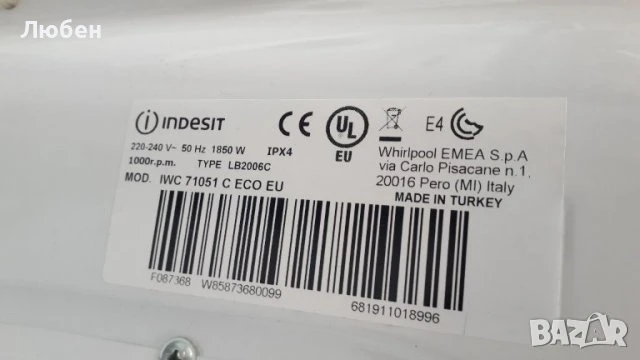 Любен
INDESIT
220-240 V~ 50 Hz 1850 W IPX4
1000r.p.m. TYPE LB2006C
MOD. IWC 71051 C ECO EU
CE
UL
EU
E4
Whirlpool EMEA S.p.A
via Carlo Pisacane n.1,
20016 Pero (MI) Italy
MADE IN TURKEY
F087368 W85873680099
681911018996
BAZAR